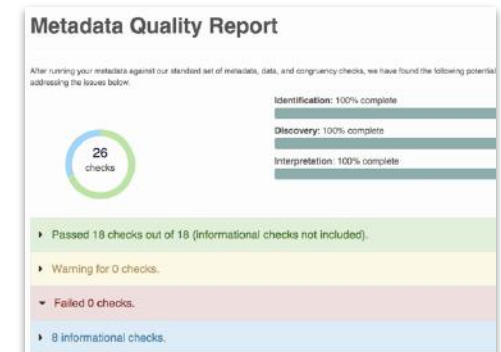 Metadata Quality Report
After running your metadata against our standard set of metadata, data, and congruency checks, we have found the following potential
addressing the issues below.
Identification: 100% complete
Discovery: 100% complete
Interpretation: 100% complete
26
checks
Passed 18 checks out of 18 (informational checks not included).
Warning for 0 checks.
Failed 0 checks.
8 informational checks.